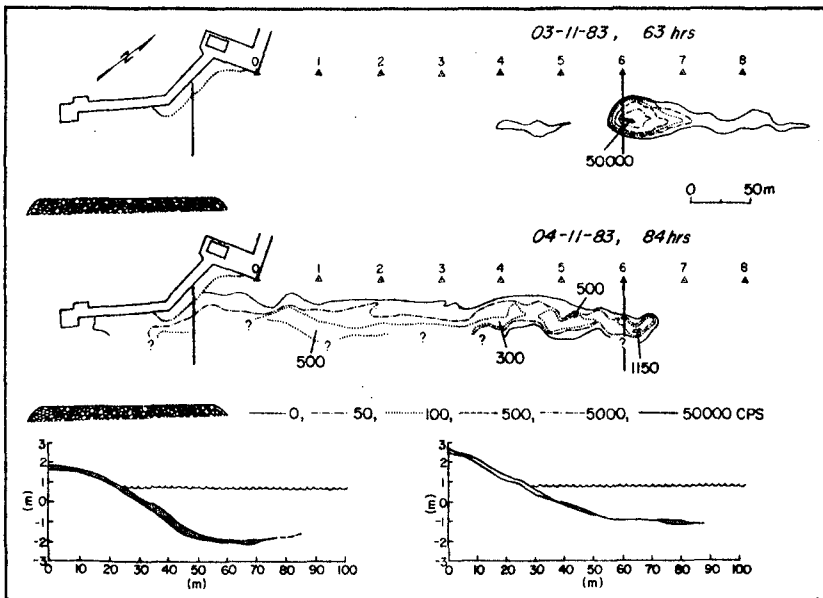 03-11-83, 63 hrs
N
0 1 2 3 4 5 6 7 8
50000
0 50m
04-11-83, 84hrs
0 1 2 3 4 5 6 7 8
500
? ? ? ? ? ?
500 300 1150
0, 50, 100, 500, 5000, 50000 CPS
3 2 1 0 -1 -2 -3
(m)
0 10 20 30 40 50 60 70 80 90 100
(m)
3 2 1 0 -1 -2 -3
(m)
0 10 20 30 40 50 60 70 80 90 100
(m)